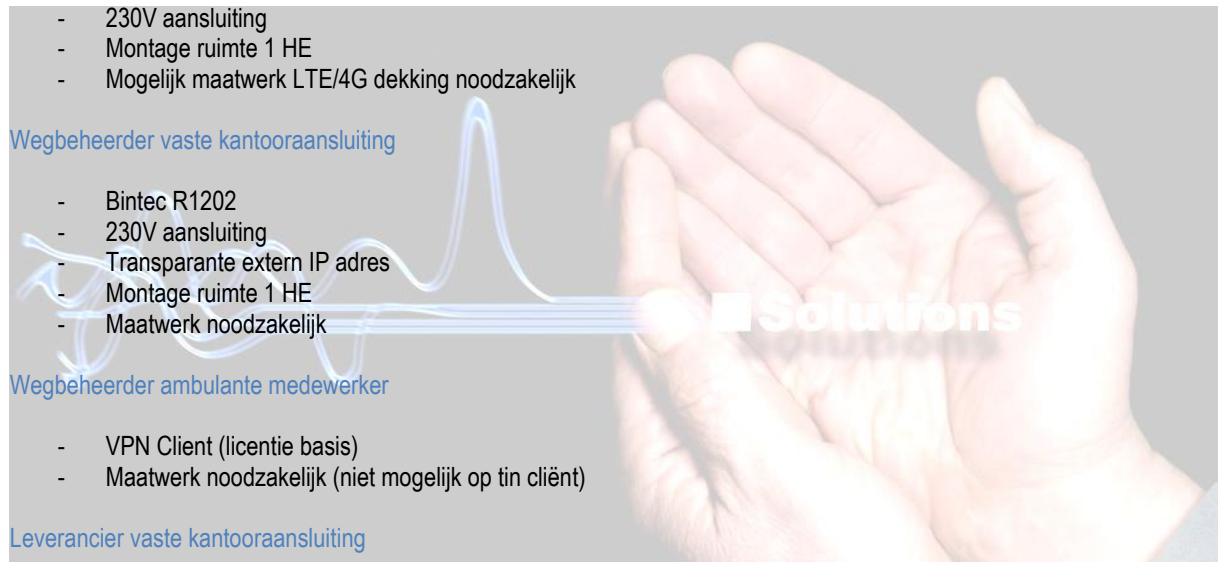 - 230V aansluiting
- Montage ruimte 1 HE
- Mogelijk maatwerk LTE/4G dekking noodzakelijk
Wegbeheerder vaste kantooraansluiting
- Bintec R1202
- 230V aansluiting
- Transparante extern IP adres
- Montage ruimte 1 HE
- Maatwerk noodzakelijk
Solutions
Wegbeheerder ambulante medewerker
- VPN Client (licentie basis)
- Maatwerk noodzakelijk (niet mogelijk op tin cliënt)
Leverancier vaste kantooraansluiting